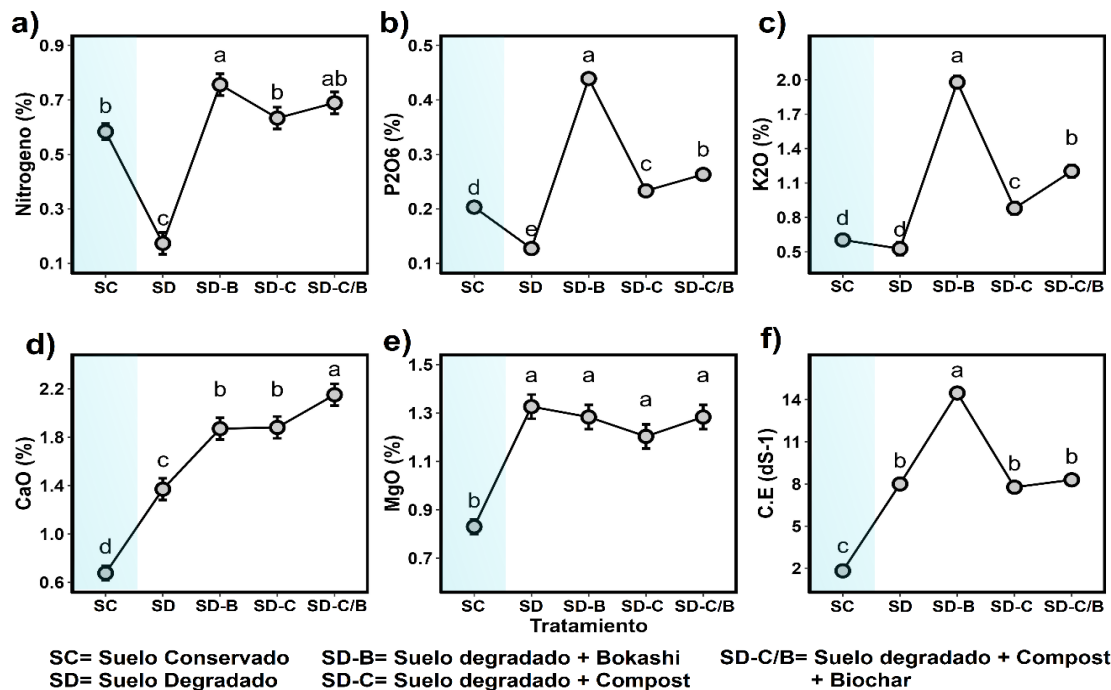 a)
Nitrogeno (%)
0.9
0.7
0.5
0.3
0.1
b
c
a
b
ab
SC SD SD-B SD-C SD-C/B
b)
P2O6 (%)
0.5
0.4
0.3
0.2
0.1
d
e
a
c
b
SC SD SD-B SD-C SD-C/B
c)
K2O (%)
2.0
1.7
1.4
1.1
0.8
0.5
d
d
a
c
b
SC SD SD-B SD-C SD-C/B
d)
CaO (%)
2.2
1.8
1.4
1.0
0.6
d
c
b
b
a
SC SD SD-B SD-C SD-C/B
e)
MgO (%)
1.5
1.3
1.1
0.9
0.7
b
a
a
a
a
SC SD SD-B SD-C SD-C/B
Tratamiento
f)
C.E (dS-1)
14
11
8
5
2
c
b
a
b
b
SC SD SD-B SD-C SD-C/B
SC= Suelo Conservado
SD= Suelo Degradado
SD-B= Suelo degradado + Bokashi
SD-C= Suelo degradado + Compost
SD-C/B= Suelo degradado + Compost
+ Biochar